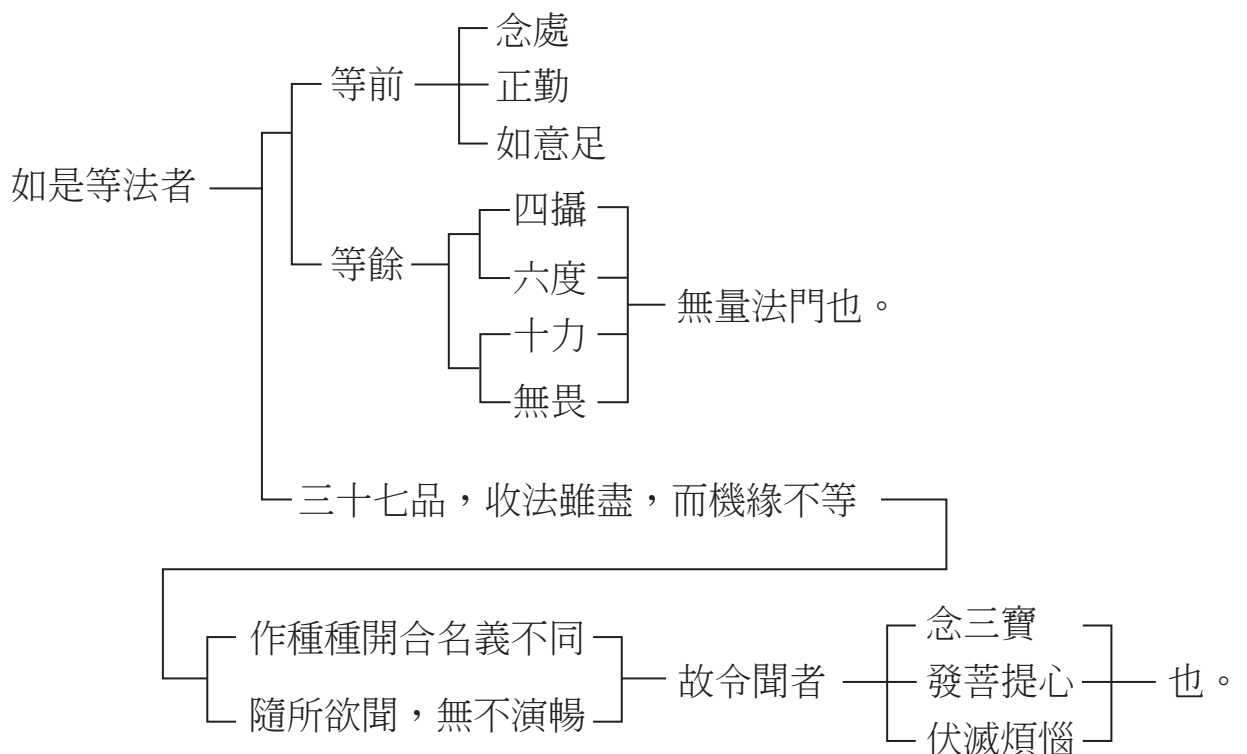 如是等法者
等前
念處
正勤
如意足
等餘
四攝
六度
十力
無畏
無量法門也。
三十七品，收法雖盡，而機緣不等
作種種開合名義不同
隨所欲聞，無不演暢
故令聞者
念三寶
發菩提心
伏滅煩惱
也。